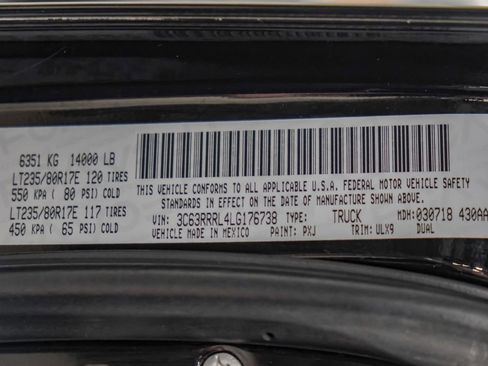 6351 KG 14000 LB
LT235/80R17E 120 TIRES
550 KPA ( 80 PSI) COLD
LT235/80R17E 117 TIRES
450 KPA ( 65 PSI) COLD
THIS VEHICLE CONFORMS TO ALL APPLICABLE U.S.A. FEDERAL MOTOR VEHICLE SAFETY
STANDARDS IN EFFECT ON THE DATE OF MANUFACTURE SHOWN ABOVE.
VIN: 3C63RRRL4LG176738 TYPE: TRUCK MDH: 030718 430AA
VEHICLE MADE IN MEXICO PAINT: PXJ TRIM: ULX9 DUAL